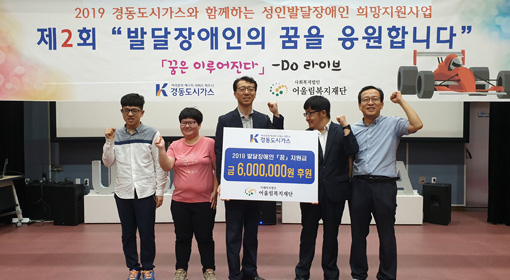 2019 경동도시가스와 함께하는 성인발달장애인 희망지원사업
제2회 “발달장애인의 꿈을 응원합니다”
「꿈은 이루어진다」 -Do 라이브
경동도시가스
사회복지법인
어울림복지재단
경동도시가스
2019 발달장애인 「꿈」 지원금
금 6,000,000원 후원
어울림복지재단